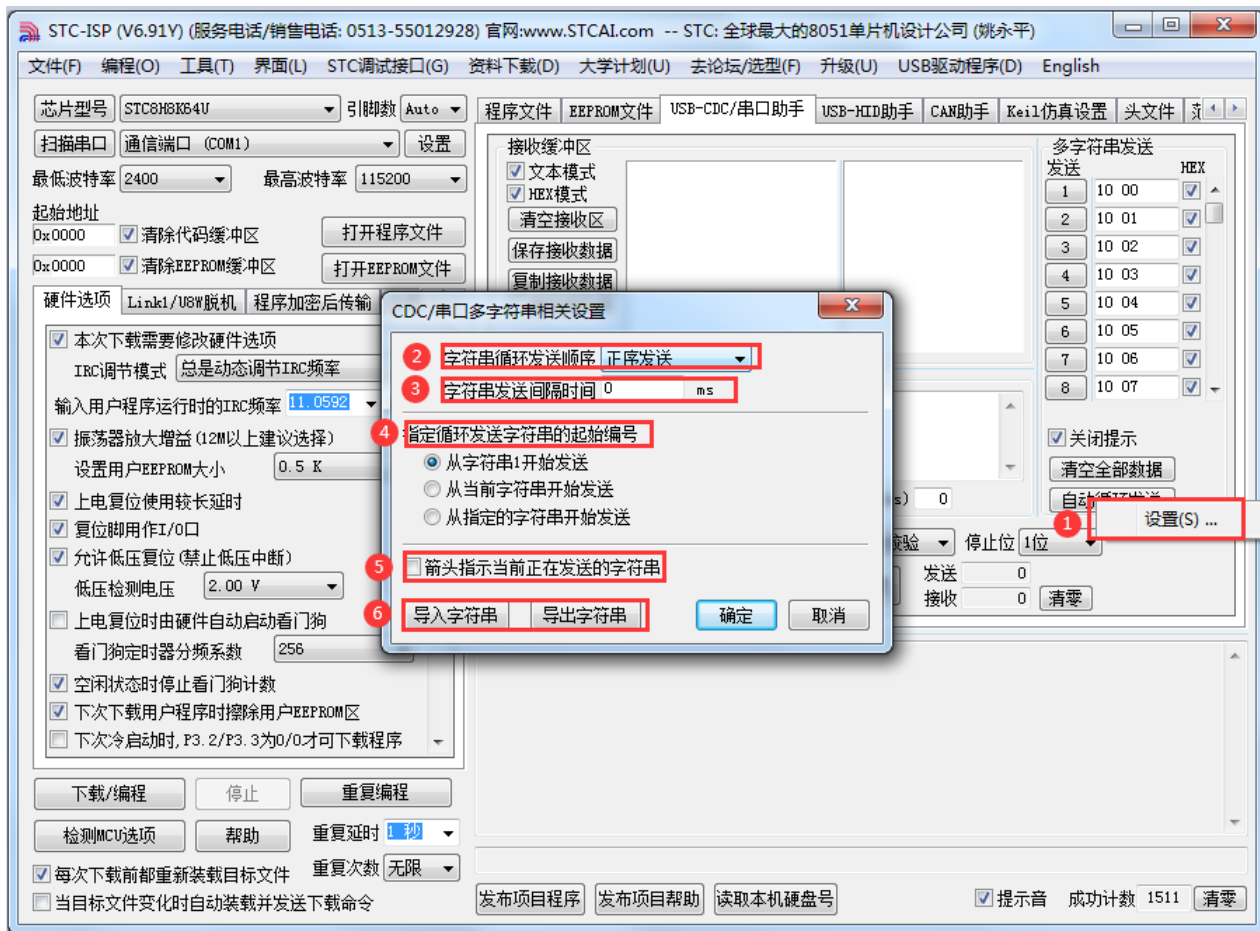 STC-ISP (V6.91Y) (服务电话/销售电话: 0513-55012928) 官网:www.STCAI.com -- STC: 全球最大的8051单片机设计公司 (姚永平)
文件(F) 编程(O) 工具(T) 界面(L) STC调试接口(G) 资料下载(D) 大学计划(U) 去论坛/选型(F) 升级(U) USB驱动程序(D) English
芯片型号 STC8H8K64U 引脚数 Auto
扫描串口 通信端口 (COM1) 设置
最低波特率 2400 最高波特率 115200
起始地址
0x0000 清除代码缓冲区 打开程序文件
0x0000 清除EEPROM缓冲区 打开EEPROM文件
硬件选项 Link1/U8W脱机 程序加密后传输
本次下载需要修改硬件选项
IRC调节模式 总是动态调节IRC频率
输入用户程序运行时的IRC频率 11.0592
振荡器放大增益(12M以上建议选择)
设置用户EEPROM大小 0.5 K
上电复位使用较长延时
复位脚用作I/O口
允许低压复位(禁止低压中断)
低压检测电压 2.00 V
上电复位时由硬件自动启动看门狗
看门狗定时器分频系数 256
空闲状态时停止看门狗计数
下次下载用户程序时擦除用户EEPROM区
下次冷启动时,P3.2/P3.3为0/0才可下载程序
下载/编程 停止 重复编程
检测MCU选项 帮助 重复延时 1 秒
每次下载前都重新装载目标文件 重复次数 无限
当目标文件变化时自动装载并发送下载命令
程序文件 EEPROM文件 USB-CDC/串口助手 USB-HID助手 CAN助手 Keil仿真设置 头文件
接收缓冲区
文本模式
HEX模式
清空接收区
保存接收数据
复制接收数据
多字符串发送
发送 HEX
1 10 00
2 10 01
3 10 02
4 10 03
5 10 04
6 10 05
7 10 06
8 10 07
关闭提示
清空全部数据
自动循环发送
1 设置(S) ...
s) 0
校验 停止位 1位
发送 0
接收 0 清零
CDC/串口多字符串相关设置
2 字符串循环发送顺序 正序发送
3 字符串发送间隔时间 0 ms
4 指定循环发送字符串的起始编号
从字符串1开始发送
从当前字符串开始发送
从指定的字符串开始发送
5 箭头指示当前正在发送的字符串
6 导入字符串 导出字符串 确定 取消
发布项目程序 发布项目帮助 读取本机硬盘号 提示音 成功计数 1511 清零